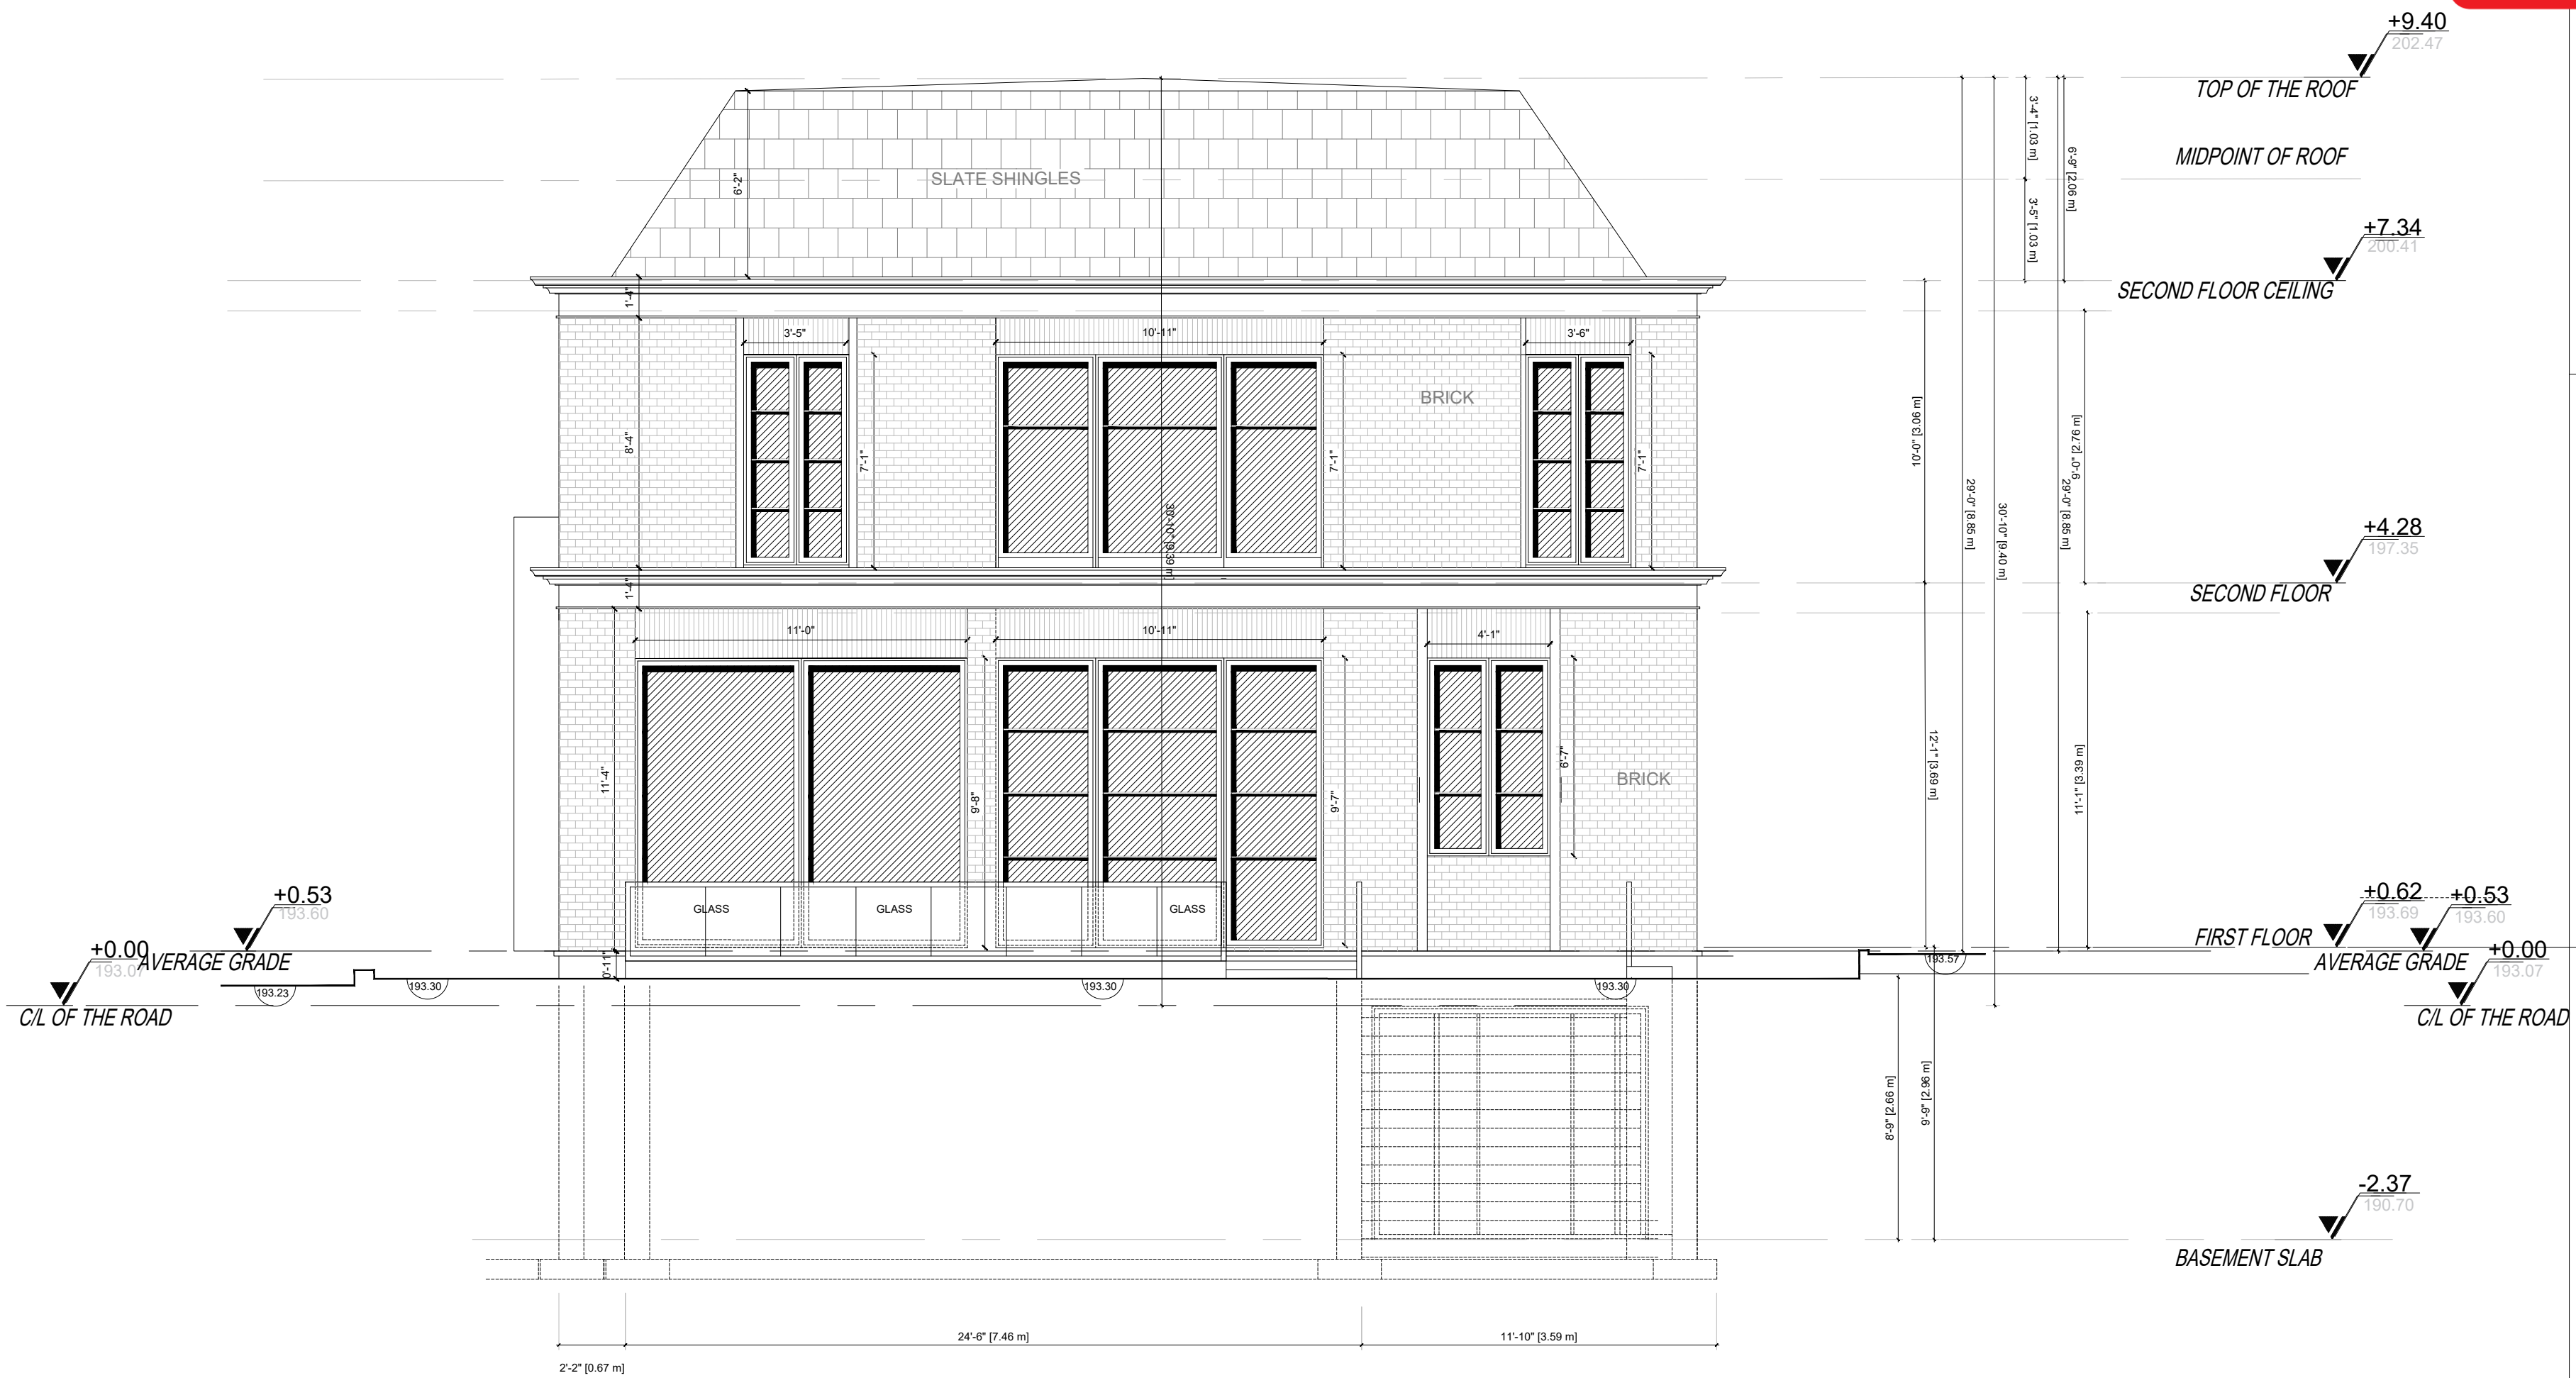 +9.40
202.47
TOP OF THE ROOF
3'-4" [1.03 m]
MIDPOINT OF ROOF
6'-9" [2.06 m]
6'-2"
SLATE SHINGLES
3'-5" [1.03 m]
+7.34
200.41
SECOND FLOOR CEILING
1'-4"
3'-5"
10'-11"
3'-6"
BRICK
10'-0" [3.06 m]
9'-0" [2.76 m]
8'-4"
7'-1"
7'-1"
7'-1"
29'-0" [8.85 m]
30'-10" [9.40 m]
29'-0" [8.85 m]
30'-10" [9.39 m]
+4.28
197.35
SECOND FLOOR
1'-4"
11'-0"
10'-11"
4'-1"
12'-1" [3.69 m]
11'-1" [3.39 m]
11'-4"
9'-8"
9'-7"
6'-7"
BRICK
GLASS
GLASS
GLASS
+0.53
193.60
AVERAGE GRADE
+0.00
193.07
C/L OF THE ROAD
+0.62
193.69
FIRST FLOOR
+0.53
193.60
AVERAGE GRADE
+0.00
193.07
C/L OF THE ROAD
0'-11"
193.23
193.30
193.30
193.30
193.57
8'-9" [2.66 m]
9'-9" [2.96 m]
-2.37
190.70
BASEMENT SLAB
24'-6" [7.46 m]
11'-10" [3.59 m]
2'-2" [0.67 m]